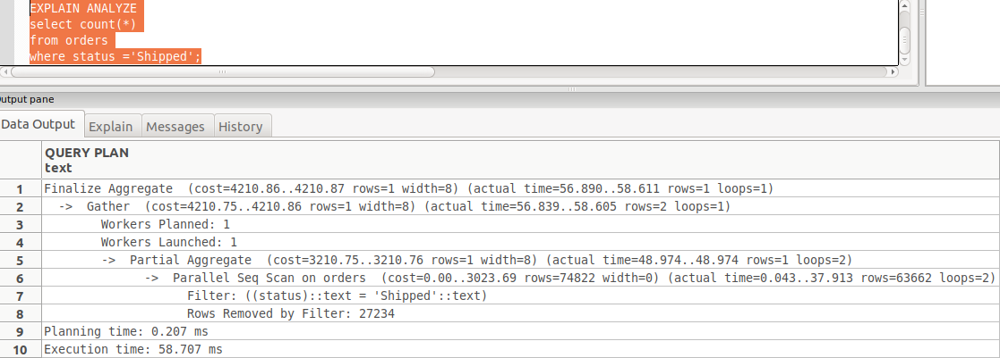 EXPLAIN ANALYZE
select count(*)
from orders
where status ='Shipped';
utput pane
Data Output Explain Messages History
QUERY PLAN
text
1 Finalize Aggregate (cost=4210.86..4210.87 rows=1 width=8) (actual time=56.890..58.611 rows=1 loops=1)
2 -> Gather (cost=4210.75..4210.86 rows=1 width=8) (actual time=56.839..58.605 rows=2 loops=1)
3 Workers Planned: 1
4 Workers Launched: 1
5 -> Partial Aggregate (cost=3210.75..3210.76 rows=1 width=8) (actual time=48.974..48.974 rows=1 loops=2)
6 -> Parallel Seq Scan on orders (cost=0.00..3023.69 rows=74822 width=0) (actual time=0.043..37.913 rows=63662 loops=2)
7 Filter: ((status)::text = 'Shipped'::text)
8 Rows Removed by Filter: 27234
9 Planning time: 0.207 ms
10 Execution time: 58.707 ms